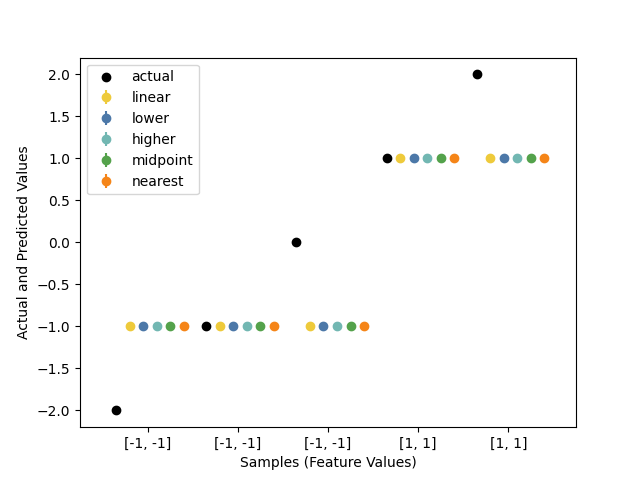 2.0
1.5
1.0
0.5
0.0
−0.5
−1.0
−1.5
−2.0
Actual and Predicted Values
actual
linear
lower
higher
midpoint
nearest
[-1, -1] [-1, -1] [-1, -1] [1, 1] [1, 1]
Samples (Feature Values)